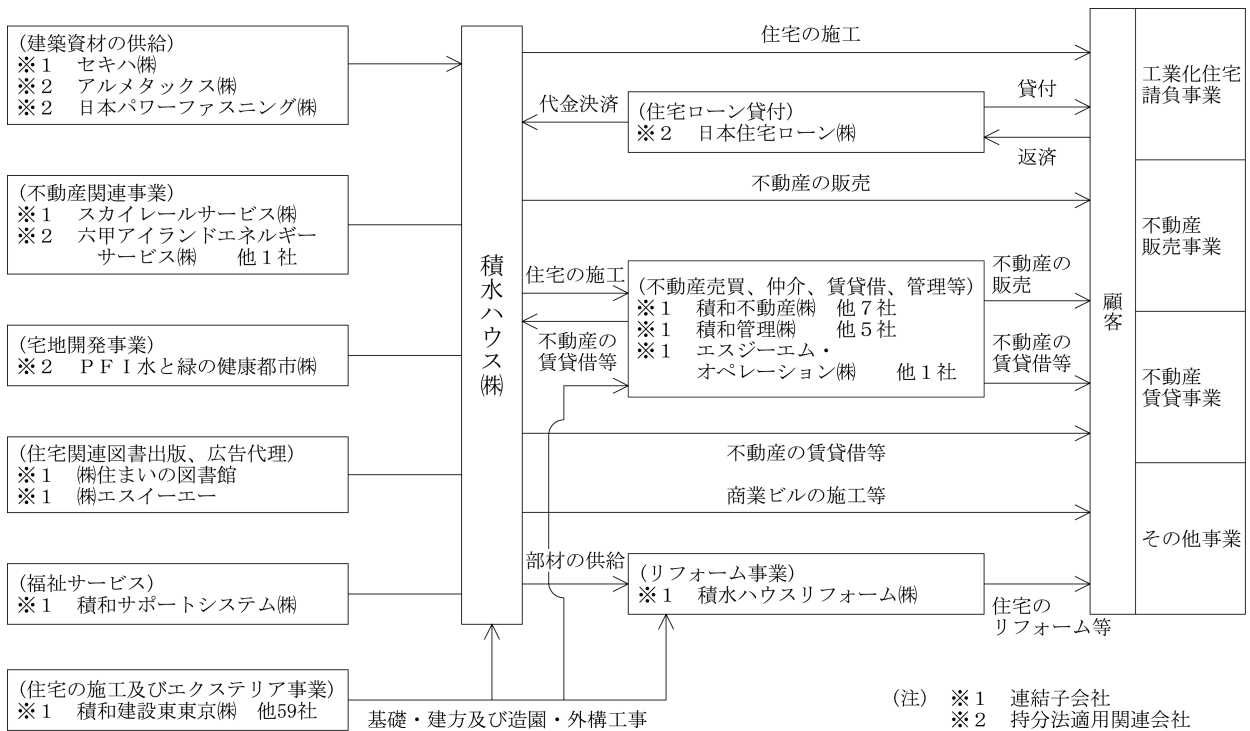 (建築資材の供給)
※１　セキハ㈱
※２　アルメタックス㈱
※２　日本パワーファスニング㈱
(不動産関連事業)
※１　スカイレールサービス㈱
※２　六甲アイランドエネルギー
サービス㈱　　他１社
(宅地開発事業)
※２　ＰＦＩ水と緑の健康都市㈱
(住宅関連図書出版、広告代理)
※１　㈱住まいの図書館
※１　㈱エスイーエー
(福祉サービス)
※１　積和サポートシステム㈱
(住宅の施工及びエクステリア事業)
※１　積和建設東東京㈱　他59社
基礎・建方及び造園・外構工事
積水ハウス㈱
住宅の施工
代金決済
(住宅ローン貸付)
※２　日本住宅ローン㈱
貸付
返済
不動産の販売
住宅の施工
不動産の
賃貸借等
(不動産売買、仲介、賃貸借、管理等)
※１　積和不動産㈱　他７社
※１　積和管理㈱　　他５社
※１　エスジーエム・
オペレーション㈱　　他１社
不動産の
販売
不動産の
賃貸借等
不動産の賃貸借等
商業ビルの施工等
部材の供給
(リフォーム事業)
※１　積水ハウスリフォーム㈱
住宅の
リフォーム等
顧客
工業化住宅
請負事業
不動産
販売事業
不動産
賃貸事業
その他事業
(注)　※１　連結子会社
※２　持分法適用関連会社